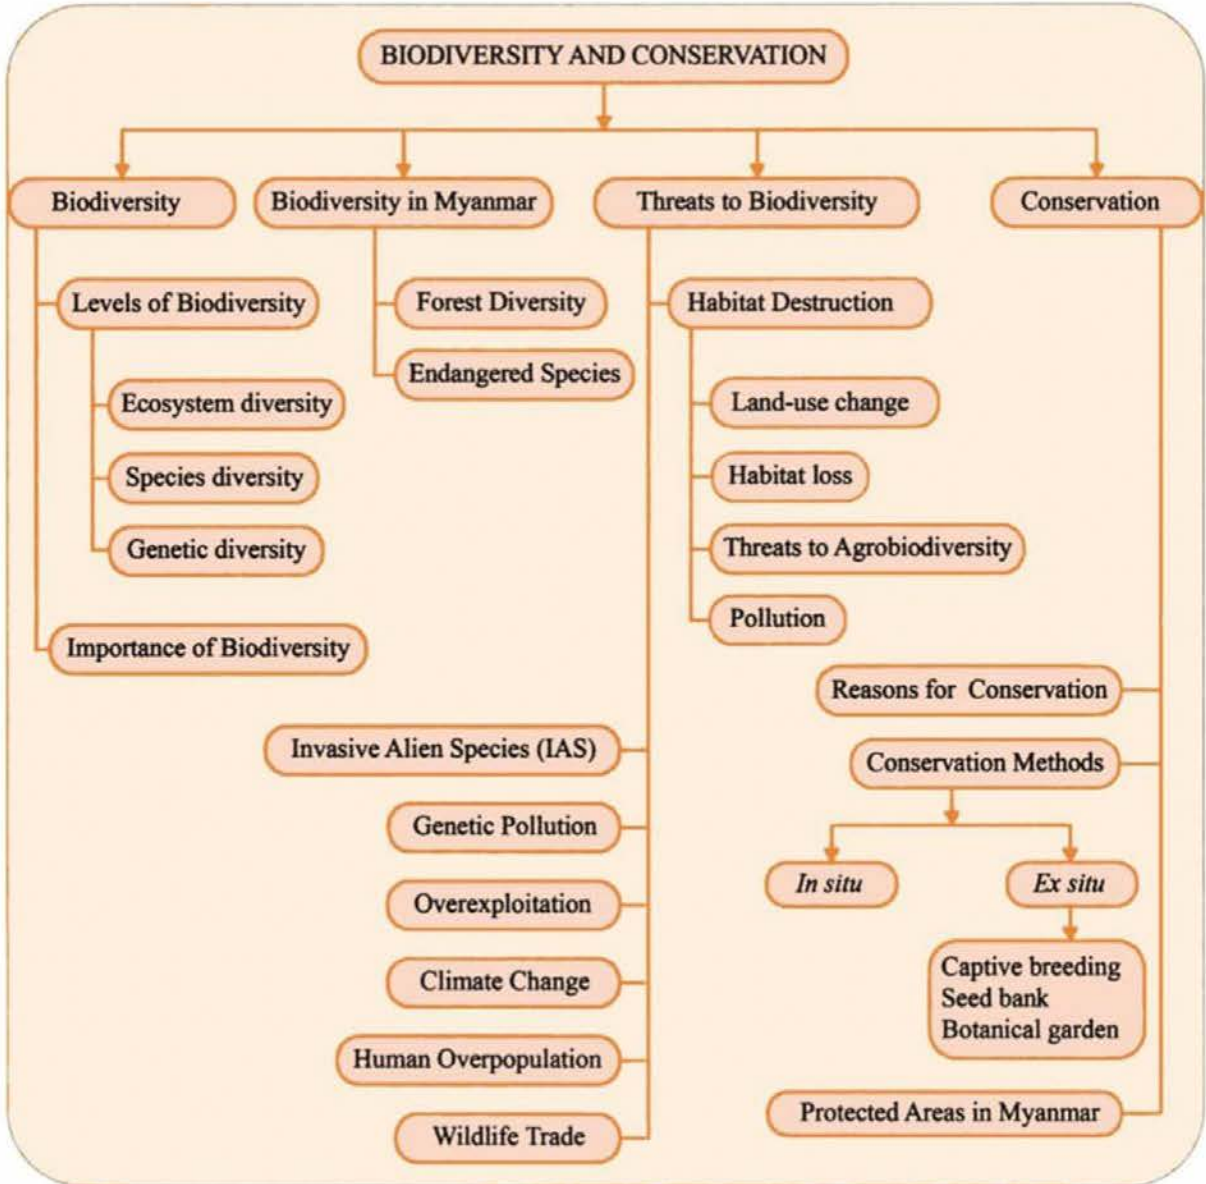 BIODIVERSITY AND CONSERVATION
Biodiversity
Biodiversity in Myanmar
Threats to Biodiversity
Conservation
Levels of Biodiversity
Ecosystem diversity
Species diversity
Genetic diversity
Importance of Biodiversity
Forest Diversity
Endangered Species
Habitat Destruction
Land-use change
Habitat loss
Threats to Agrobiodiversity
Pollution
Invasive Alien Species (IAS)
Genetic Pollution
Overexploitation
Climate Change
Human Overpopulation
Wildlife Trade
Reasons for Conservation
Conservation Methods
In situ
Ex situ
Captive breeding
Seed bank
Botanical garden
Protected Areas in Myanmar